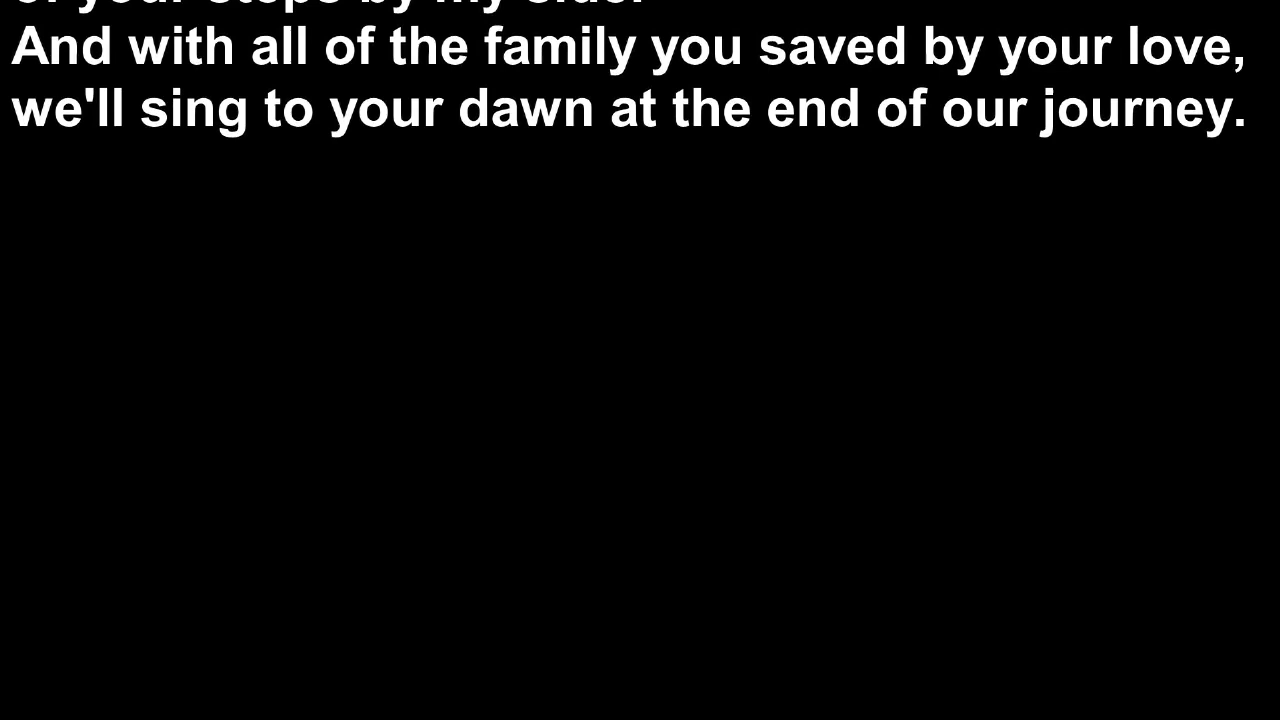 of your steps by my side.
And with all of the family you saved by your love,
we'll sing to your dawn at the end of our journey.